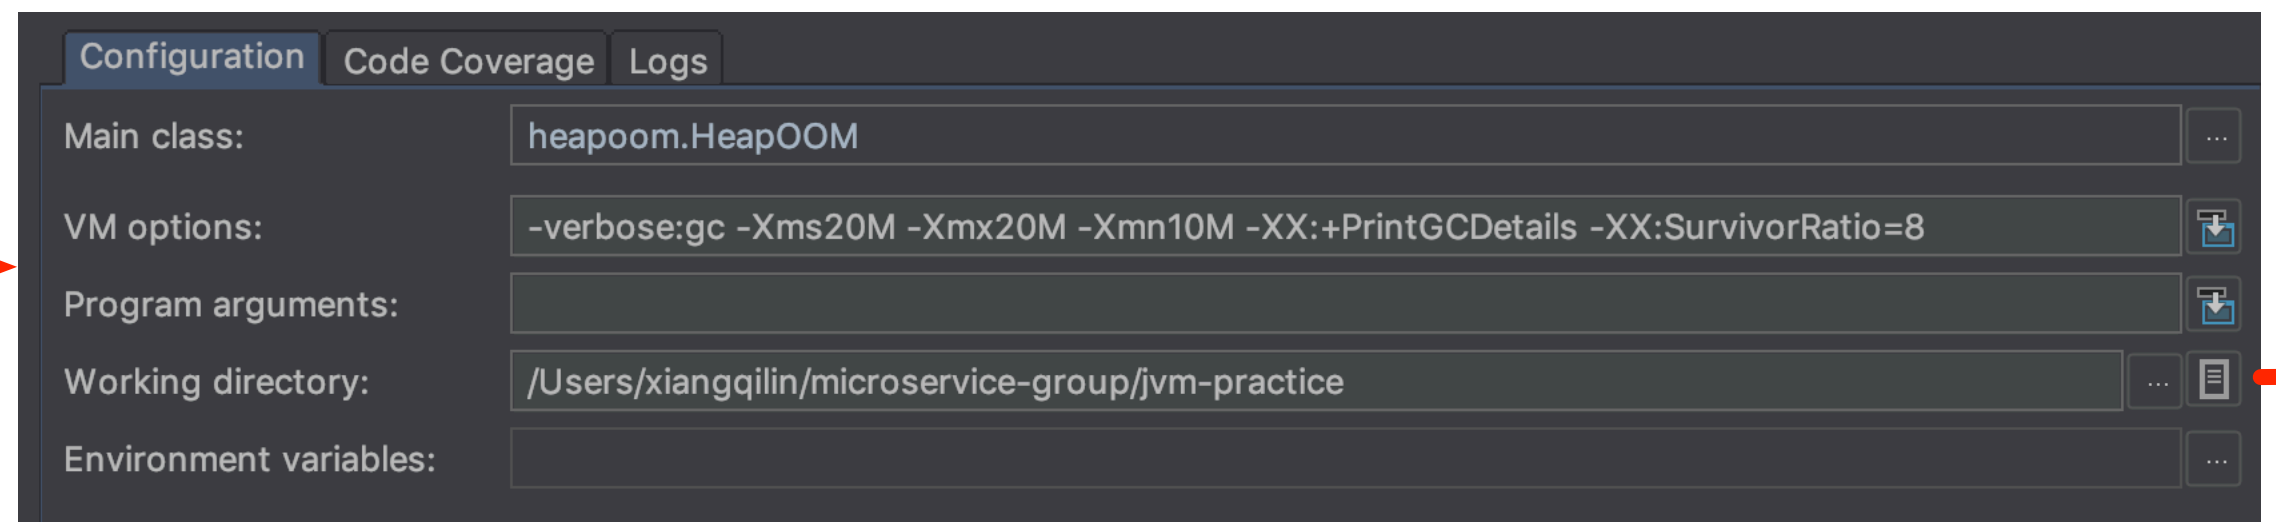 Configuration Code Coverage Logs
Main class: heapoom.HeapOOM ...
VM options: -verbose:gc -Xms20M -Xmx20M -Xmn10M -XX:+PrintGCDetails -XX:SurvivorRatio=8
Program arguments:
Working directory: /Users/xiangqilin/microservice-group/jvm-practice ...
Environment variables: ...